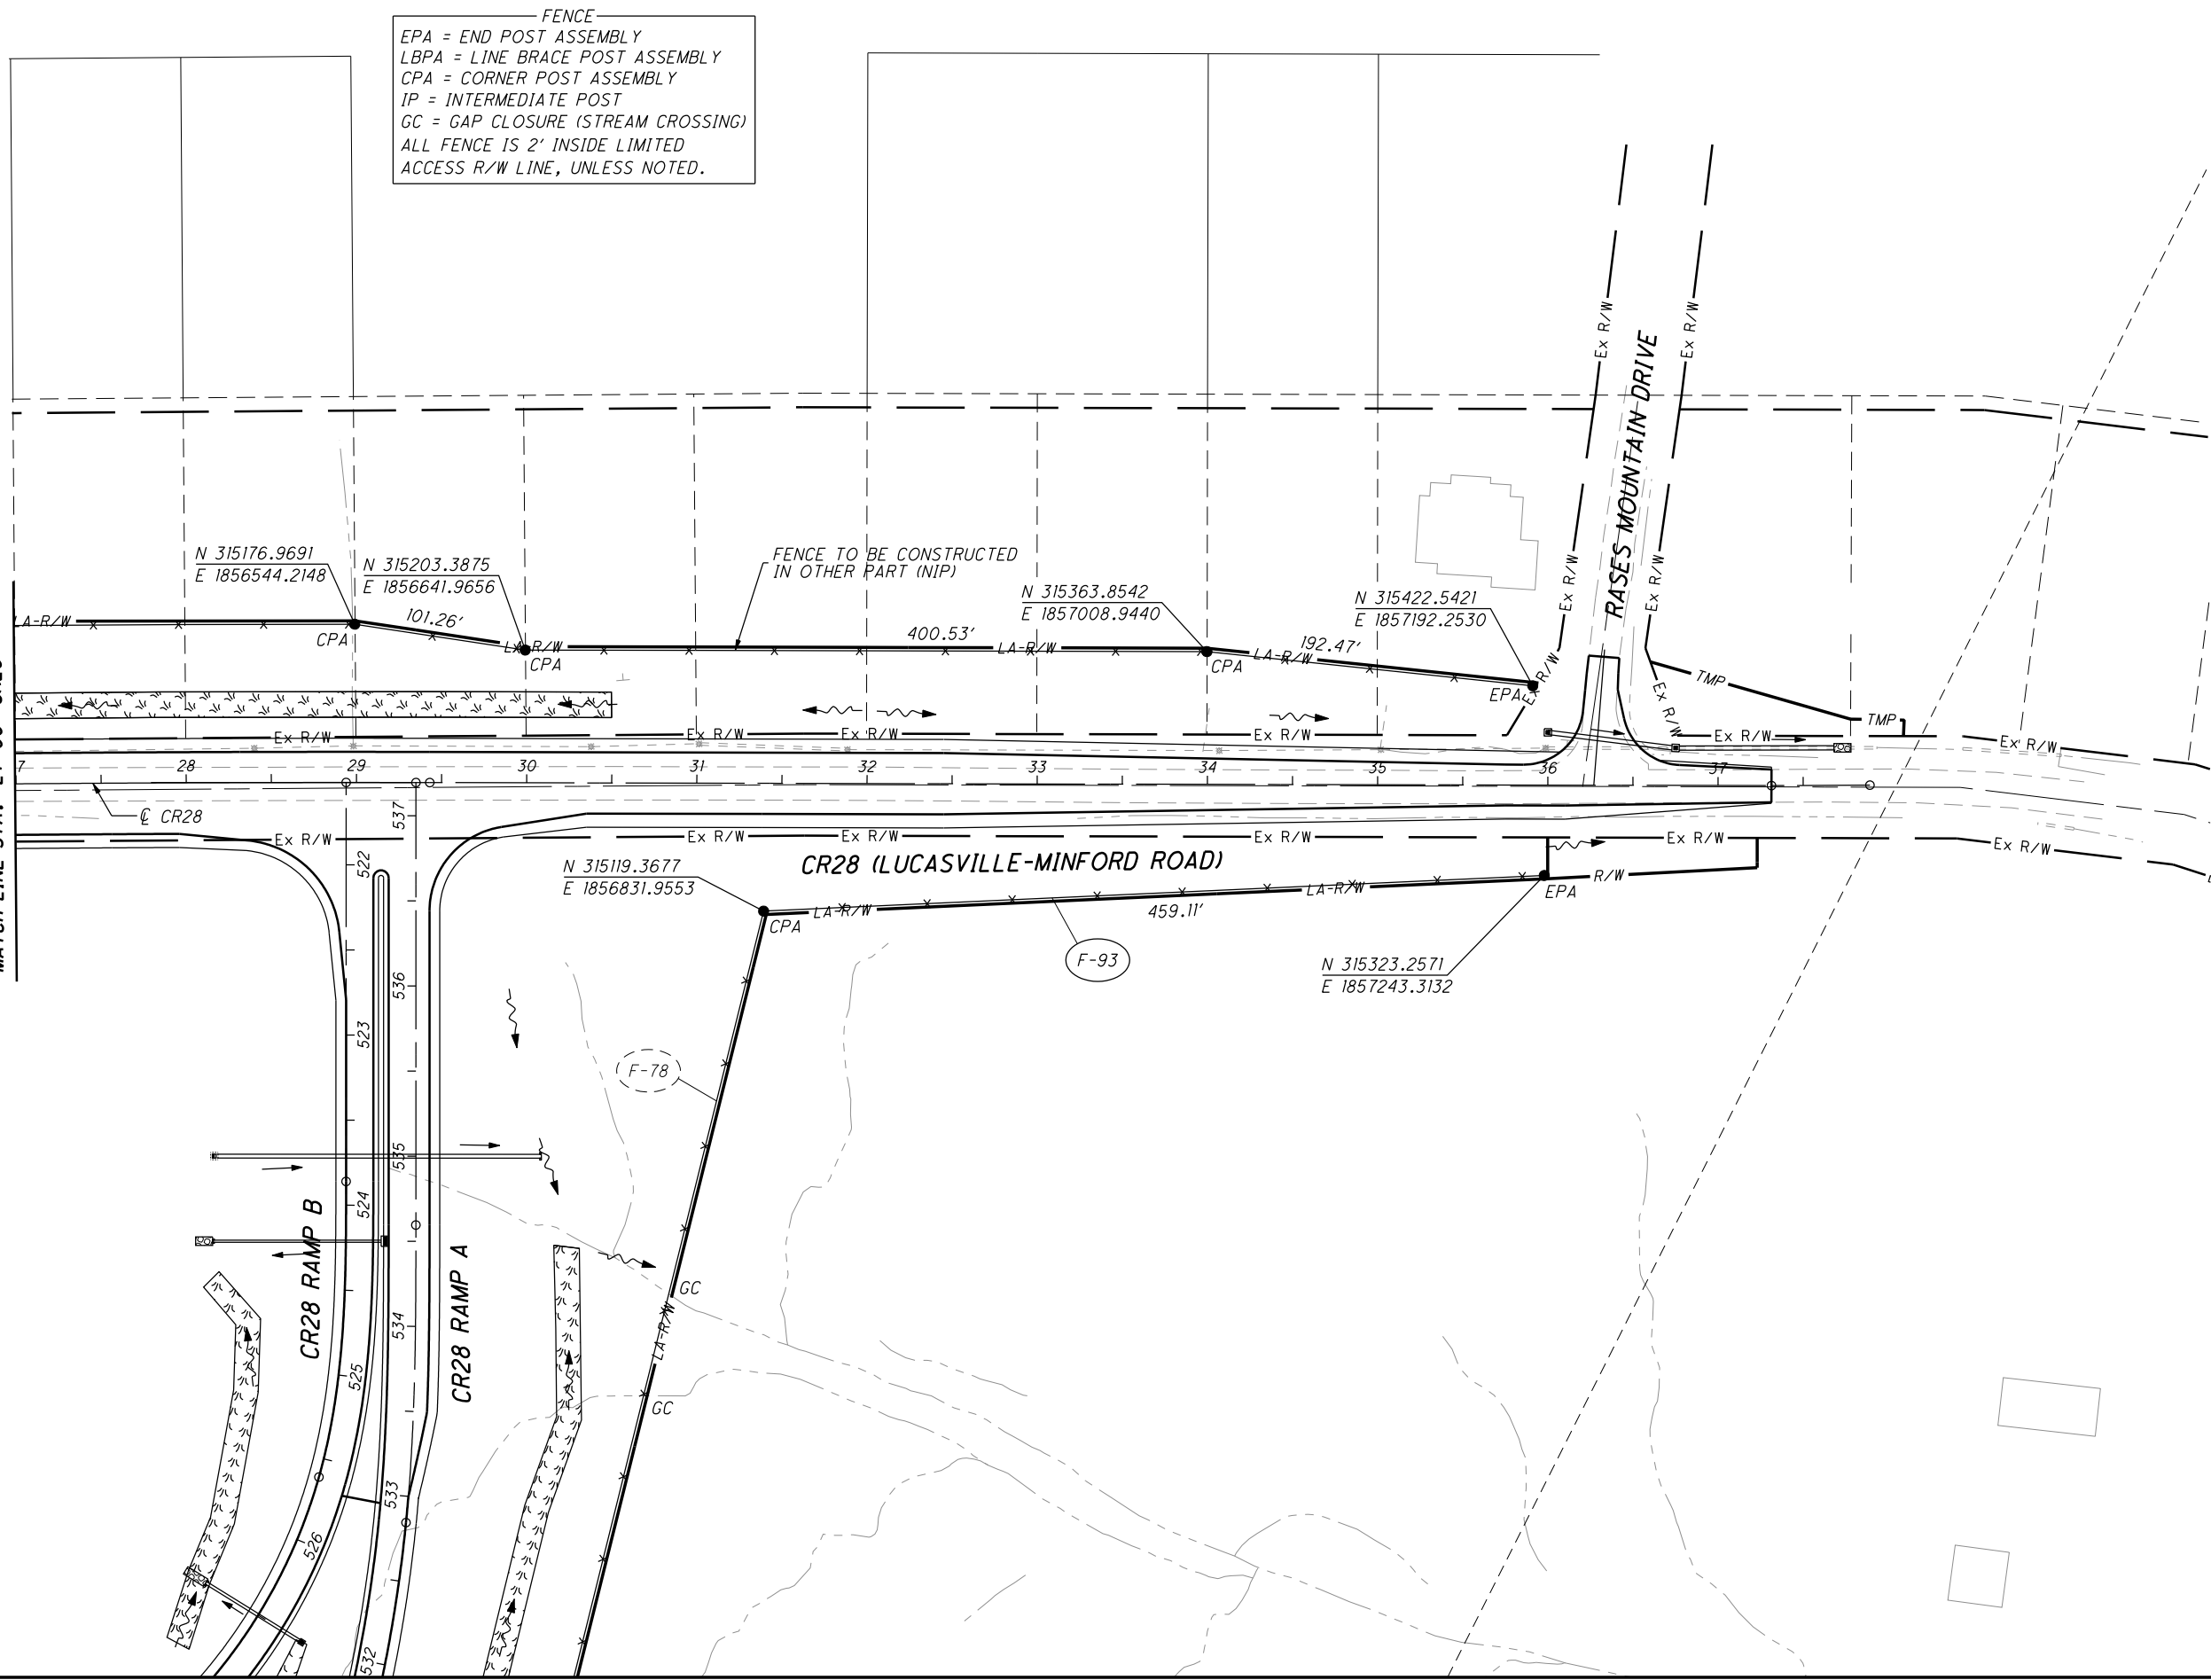 FENCE
EPA = END POST ASSEMBLY
LBPA = LINE BRACE POST ASSEMBLY
CPA = CORNER POST ASSEMBLY
IP = INTERMEDIATE POST
GC = GAP CLOSURE (STREAM CROSSING)
ALL FENCE IS 2' INSIDE LIMITED
ACCESS R/W LINE, UNLESS NOTED.
Ex R/W
Ex R/W
RASES MOUNTAIN DRIVE
N 315176.9691
E 1856544.2148
N 315203.3875
E 1856641.9656
FENCE TO BE CONSTRUCTED
IN OTHER PART (NIP)
N 315363.8542
E 1857008.9440
N 315422.5421
E 1857192.2530
Ex R/W
Ex R/W
LA-R/W
CPA
101.26'
LA-R/W
CPA
400.53'
LA-R/W
CPA
LA-R/W
192.47'
EPA
Ex R/W
Ex R/W
TMP
TMP
Ex R/W
Ex R/W
Ex R/W
Ex R/W
Ex R/W
Ex R/W
28
29
30
31
32
33
34
35
36
37
℄ CR28
Ex R/W
Ex R/W
Ex R/W
Ex R/W
Ex R/W
Ex R/W
CR28 (LUCASVILLE-MINFORD ROAD)
N 315119.3677
E 1856831.9553
CPA
LA-R/W
459.11'
LA-R/W
EPA
R/W
F-93
N 315323.2571
E 1857243.3132
F-78
537
522
536
523
535
524
534
525
533
526
532
CR28 RAMP B
CR28 RAMP A
GC
LA-R/W
GC